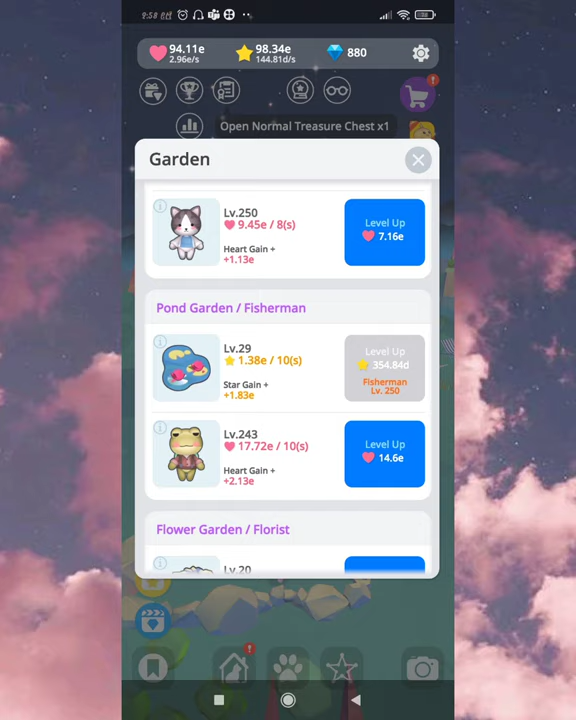 9:58
94.11e
2.96e/s
98.34e
144.81d/s
880
Open Normal Treasure Chest x1
Garden
Lv.250
9.45e / 8(s)
Heart Gain +
+1.13e
Level Up
7.16e
Pond Garden / Fisherman
Lv.29
1.38e / 10(s)
Star Gain +
+1.83e
Level Up
354.84d
Fisherman
Lv. 250
Lv.243
17.72e / 10(s)
Heart Gain +
+2.13e
Level Up
14.6e
Flower Garden / Florist
Lv.20